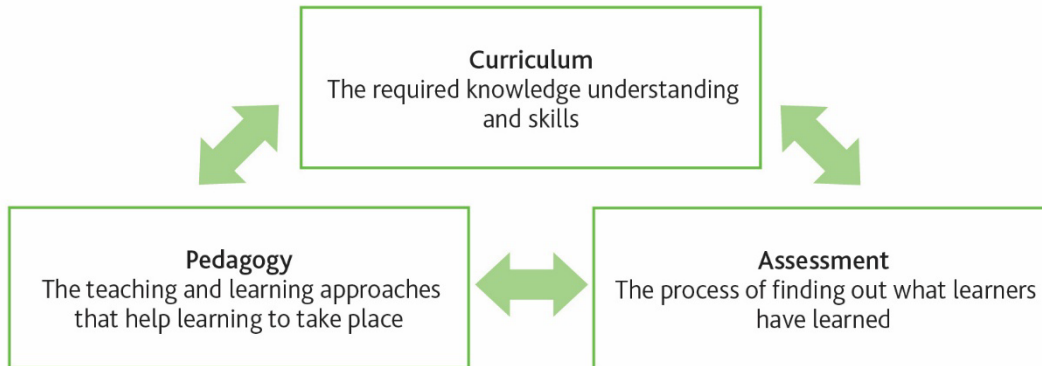 Curriculum
The required knowledge understanding
and skills
Pedagogy
The teaching and learning approaches
that help learning to take place
Assessment
The process of finding out what learners
have learned